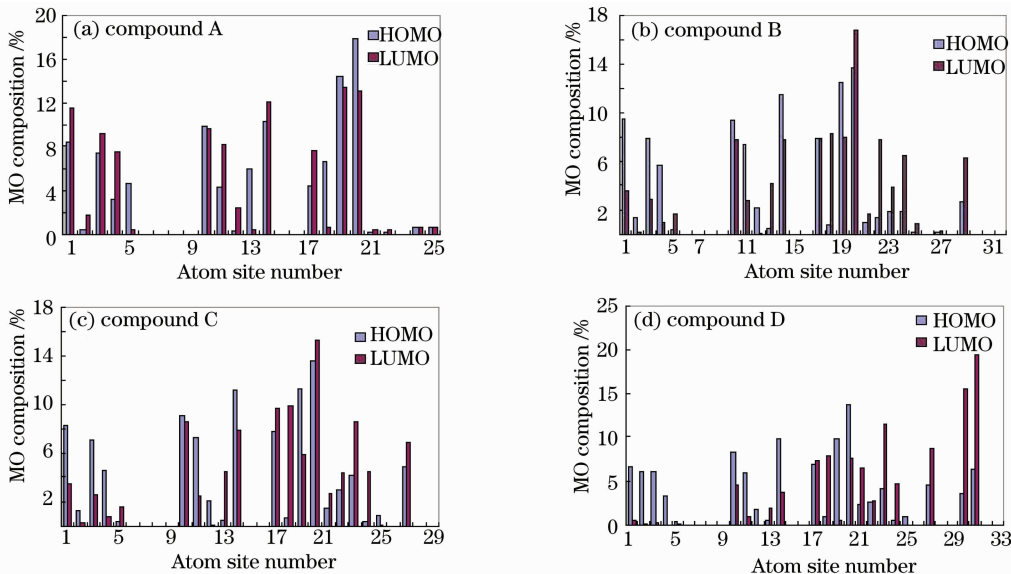 20
16
12
8
4
0
MO composition /%
(a) compound A
HOMO
LUMO
1 5 9 13 17 21 25
Atom site number
18
14
10
6
2
MO composition /%
(b) compound B
HOMO
LUMO
1 3 5 7 11 15 19 23 27 31
Atom site number
18
14
10
6
2
MO composition /%
(c) compound C
HOMO
LUMO
1 5 9 13 17 21 25 29
Atom site number
25
20
15
10
5
0
MO composition /%
(d) compound D
HOMO
LUMO
1 5 9 13 17 21 25 29 33
Atom site number